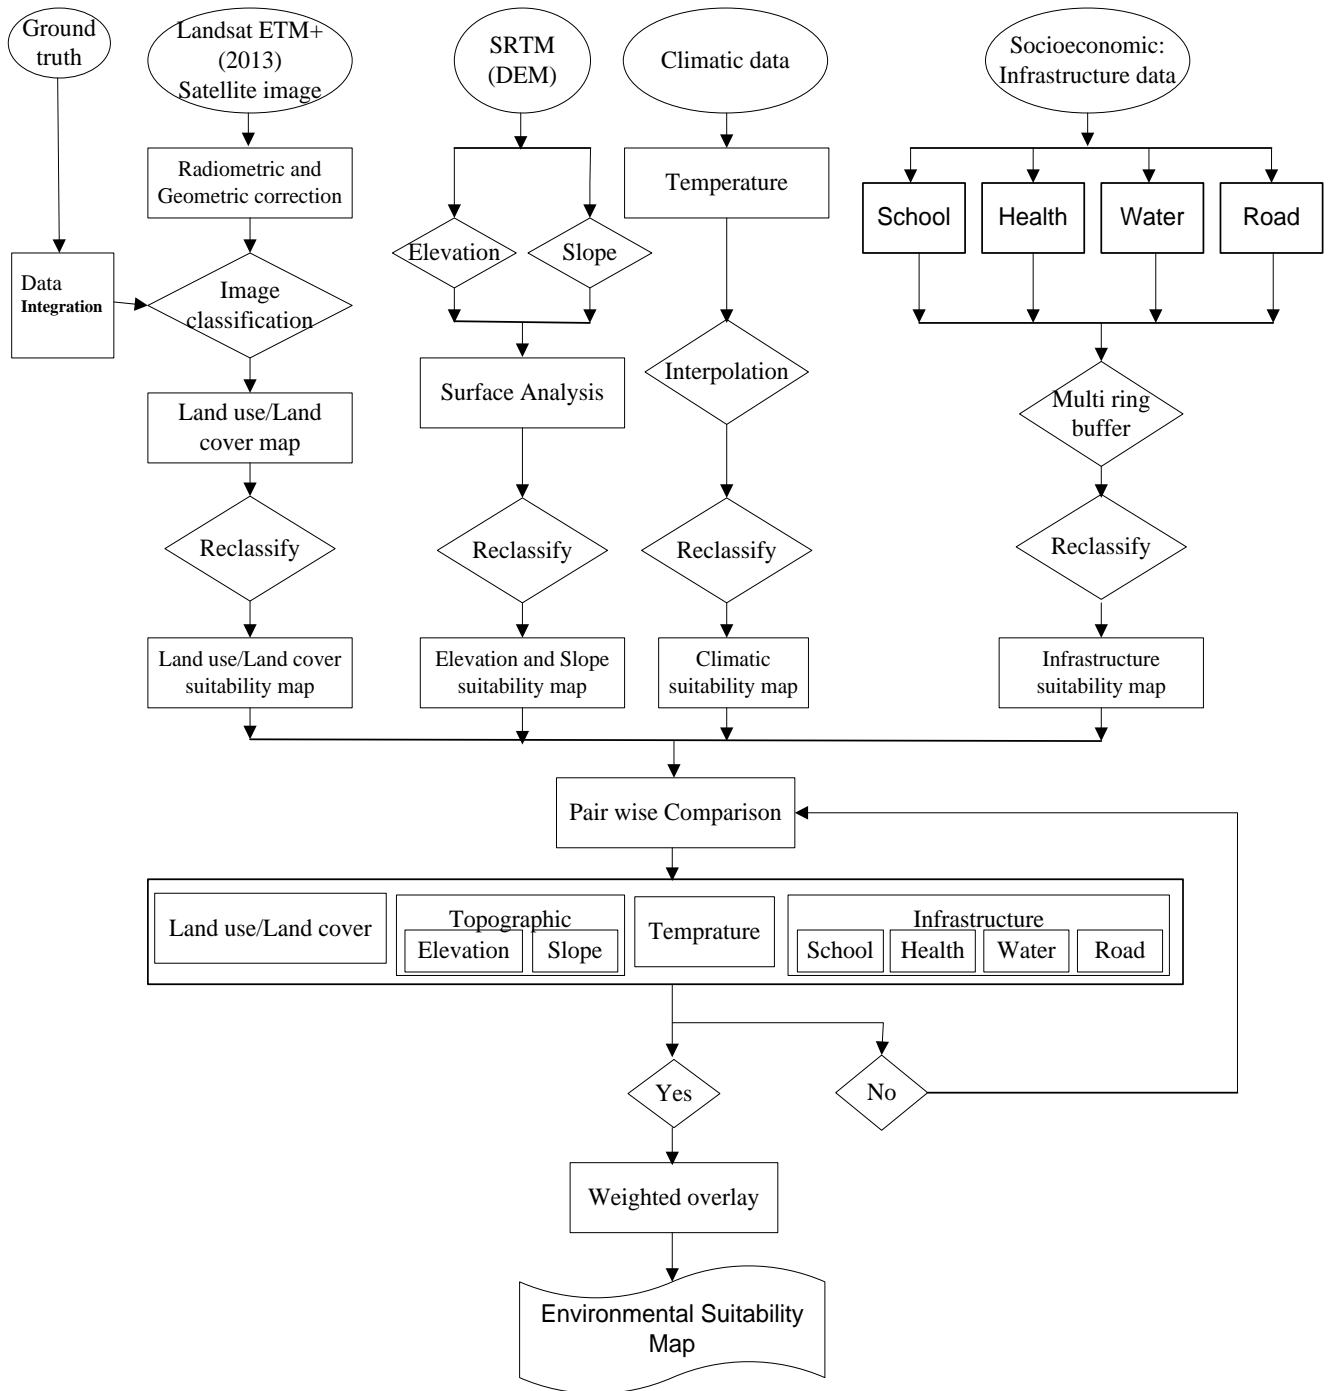 Ground
truth
Landsat ETM+
(2013)
Satellite image
SRTM
(DEM)
Climatic data
Socioeconomic:
Infrastructure data
Radiometric and
Geometric correction
Temperature
School
Health
Water
Road
Elevation
Slope
Data
Integration
Image
classification
Interpolation
Surface Analysis
Multi ring
buffer
Land use/Land
cover map
Reclassify
Reclassify
Reclassify
Reclassify
Land use/Land cover
suitability map
Elevation and Slope
suitability map
Climatic
suitability map
Infrastructure
suitability map
Pair wise Comparison
Land use/Land cover
Topographic
Elevation
Slope
Temprature
Infrastructure
School
Health
Water
Road
Yes
No
Weighted overlay
Environmental Suitability
Map